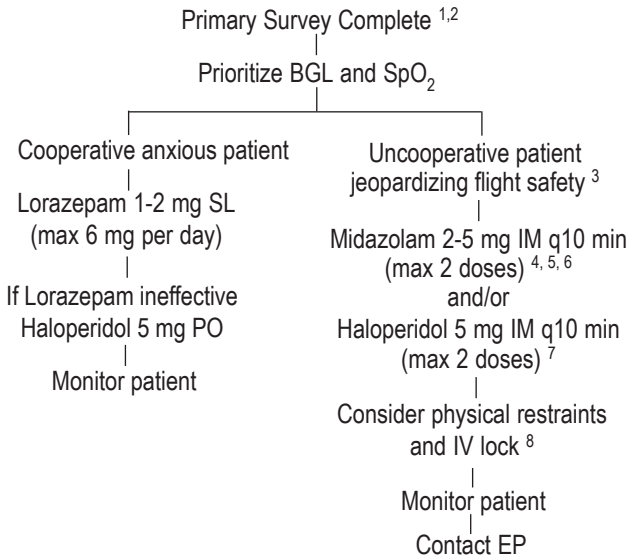 Primary Survey Complete 1,2
Prioritize BGL and SpO2
Cooperative anxious patient
Lorazepam 1-2 mg SL
(max 6 mg per day)
If Lorazepam ineffective
Haloperidol 5 mg PO
Monitor patient
Uncooperative patient
jeopardizing flight safety 3
Midazolam 2-5 mg IM q10 min
(max 2 doses) 4, 5, 6
and/or
Haloperidol 5 mg IM q10 min
(max 2 doses) 7
Consider physical restraints
and IV lock 8
Monitor patient
Contact EP